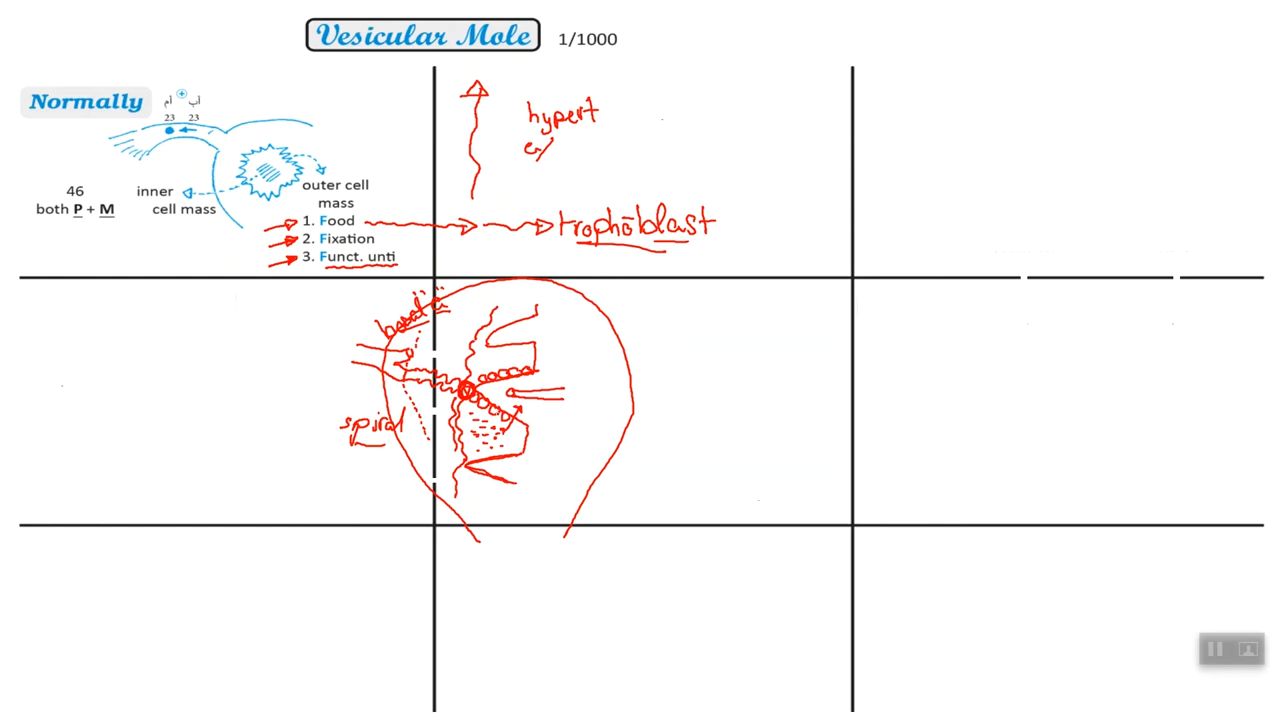 Vesicular Mole 1/1000
Normally
أم + أب
23 23
hypert
46
both P + M
inner
cell mass
outer cell
mass
1. Food
2. Fixation
3. Funct. unti
trophoblast
spiral